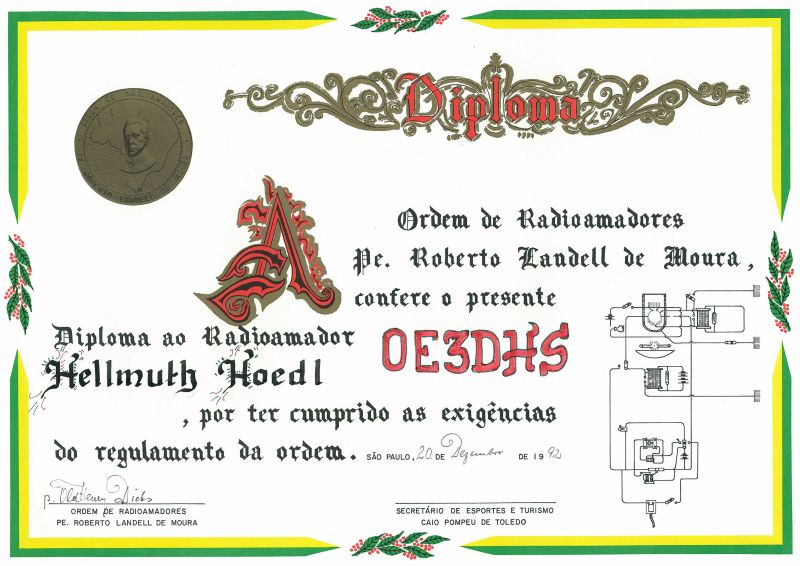 Diploma
A Ordem de Radioamadores
Pe. Roberto Landell de Moura,
confere o presente
Diploma ao Radioamador OE3DHS
Hellmuth Hoedl
, por ter cumprido as exigências
do regulamento da ordem. SÃO PAULO, 20 DE Dezember DE 1992
ORDEM DE RADIOAMADORES
PE. ROBERTO LANDELL DE MOURA
SECRETÁRIO DE ESPORTES E TURISMO
CAIO POMPEU DE TOLEDO